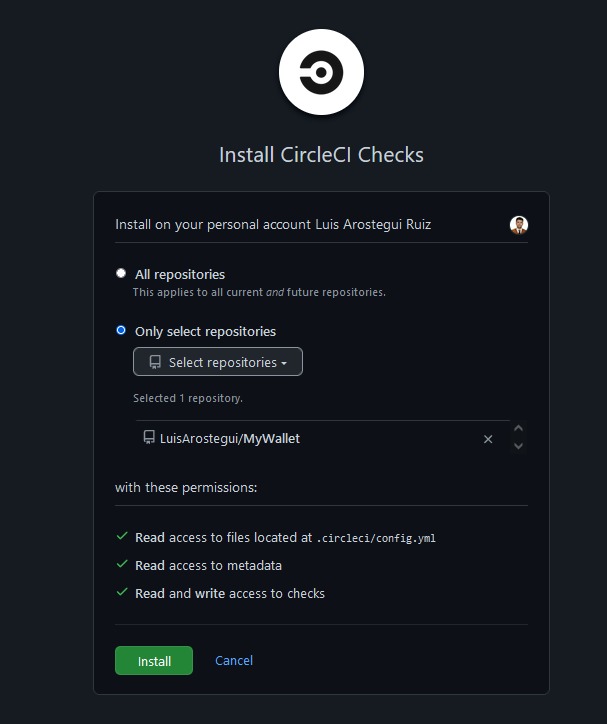 Install CircleCI Checks
Install on your personal account Luis Arostegui Ruiz
All repositories
This applies to all current and future repositories.
Only select repositories
Select repositories
Selected 1 repository.
LuisArostegui/MyWallet
with these permissions:
Read access to files located at .circleci/config.yml
Read access to metadata
Read and write access to checks
Install Cancel